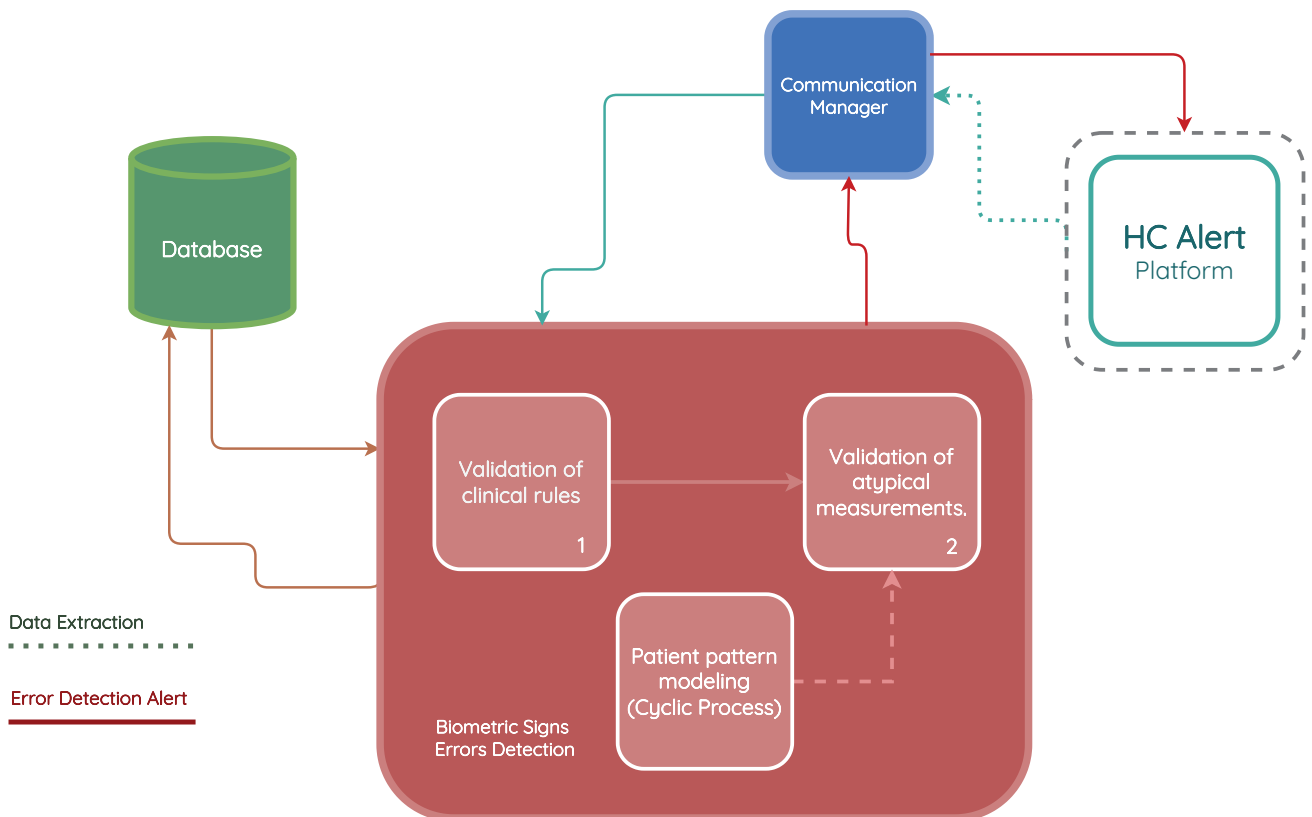 Communication
Manager
HC Alert
Platform
Database
Validation of
clinical rules
1
Validation of
atypical
measurements.
2
Patient pattern
modeling
(Cyclic Process)
Biometric Signs
Errors Detection
Data Extraction
Error Detection Alert